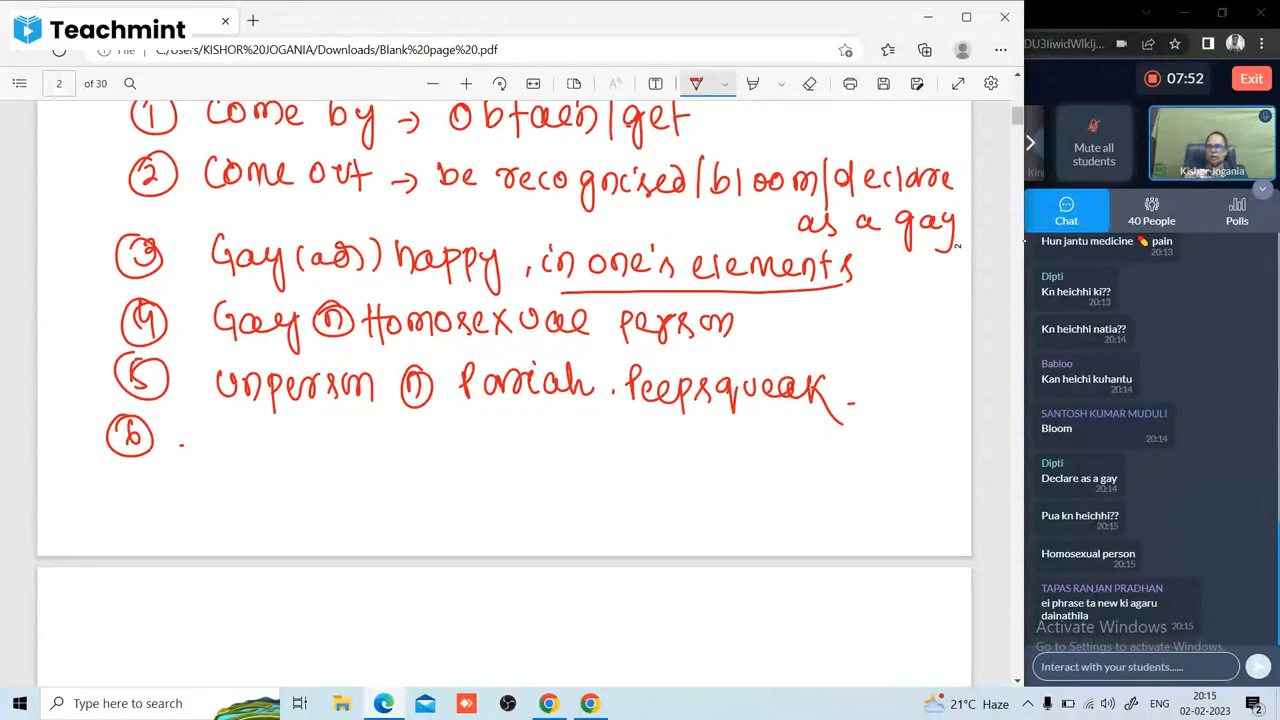 Teachmint
File
C:/Users/KISHOR%20JOGANIA/Downloads/Blank%20page%20.pdf
2 of 30
① Come by → obtain/get
② Come out → be recognised/bloom/declare
as a gay
③ Gay (adj) happy, in one's elements
④ Gay ⓝ Homosexual person
⑤ unperson ⓝ Pariah. Peepsqueak.
⑥ .
2
DU3IiwidWlkIj...
07:52
Exit
Mute all
students
Kishor Jogania
Chat
40 People
Polls
Hun jantu medicine 💊 pain
20:13
Dipti
Kn heichhi ki??
20:13
Kn heichhi natia??
20:14
Babloo
Kan heichi kuhantu
20:14
SANTOSH KUMAR MUDULI
Bloom
20:14
Dipti
Declare as a gay
20:14
Pua kn heichhi??
20:15
Homosexual person
20:15
TAPAS RANJAN PRADHAN
ei phrase ta new ki agaru
dainathila
20:15
Activate Windows
Go to Settings to activate Windows.
Interact with your students......
Type here to search
21°C Haze
ENG
20:15
02-02-2023
2